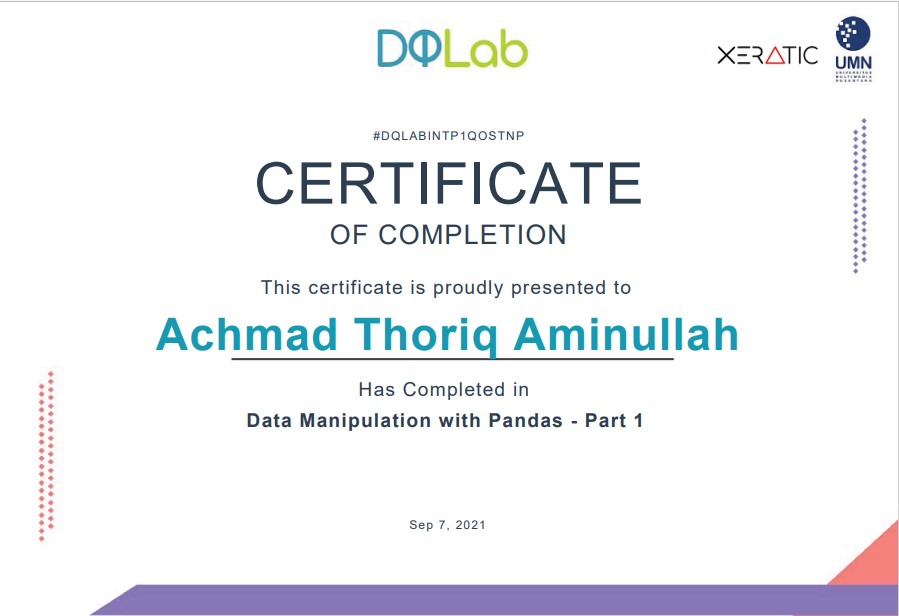 DQLab
XERATIC
UMN
UNIVERSITAS
MULTIMEDIA
NUSANTARA
#DQLABINTP1QOSTNP
CERTIFICATE
OF COMPLETION
This certificate is proudly presented to
Achmad Thoriq Aminullah
Has Completed in
Data Manipulation with Pandas - Part 1
Sep 7, 2021